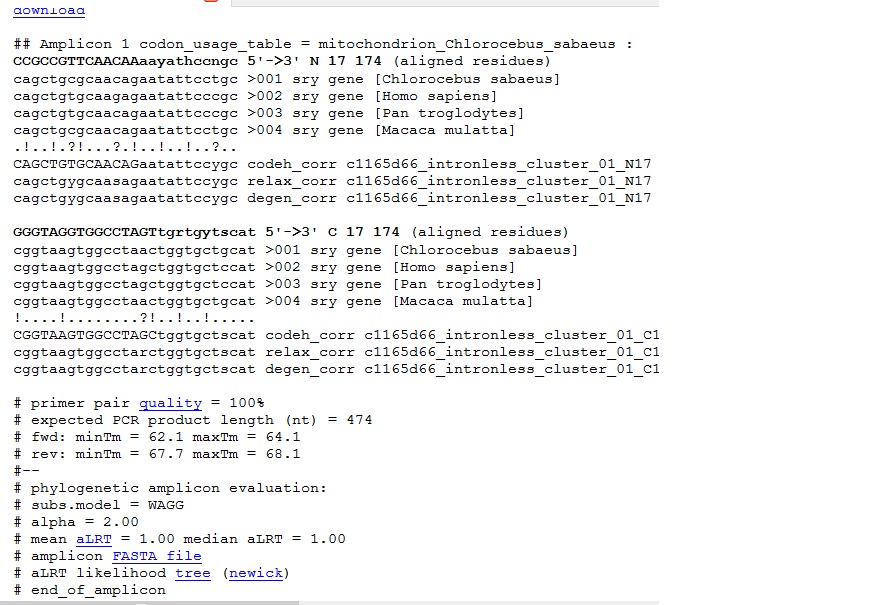 download
## Amplicon 1 codon_usage_table = mitochondrion_Chlorocebus_sabaeus :
CCGCCGTTCAACAAaayathccngc 5'->3' N 17 174 (aligned residues)
cagctgcgcaacagaatattcctgc >001 sry gene [Chlorocebus sabaeus]
cagctgtgcaagagaatattcccgc >002 sry gene [Homo sapiens]
cagctgtgcaacagaatattcccgc >003 sry gene [Pan troglodytes]
cagctgcgcaacagaatattcctgc >004 sry gene [Macaca mulatta]
.!..!.?!...?.!..!..!..?..
CAGCTGTGCAACAGaatattccygc codeh_corr c1165d66_intronless_cluster_01_N17
cagctgygcaasagaatattccygc relax_corr c1165d66_intronless_cluster_01_N17
cagctgygcaasagaatattccygc degen_corr c1165d66_intronless_cluster_01_N17
GGGTAGGTGGCCTAGTtgrtgytscat 5'->3' C 17 174 (aligned residues)
cggtaagtggcctaactggtgctgcat >001 sry gene [Chlorocebus sabaeus]
cggtaagtggcctagctggtgctccat >002 sry gene [Homo sapiens]
cggtaagtggcctagctggtgctccat >003 sry gene [Pan troglodytes]
cggtaagtggcctaactggtgctgcat >004 sry gene [Macaca mulatta]
!....!........?!..!..!.....
CGGTAAGTGGCCTAGCtggtgctscat codeh_corr c1165d66_intronless_cluster_01_C1
cggtaagtggcctarctggtgctscat relax_corr c1165d66_intronless_cluster_01_C1
cggtaagtggcctarctggtgctscat degen_corr c1165d66_intronless_cluster_01_C1
# primer pair quality = 100%
# expected PCR product length (nt) = 474
# fwd: minTm = 62.1 maxTm = 64.1
# rev: minTm = 67.7 maxTm = 68.1
#--
# phylogenetic amplicon evaluation:
# subs.model = WAGG
# alpha = 2.00
# mean aLRT = 1.00 median aLRT = 1.00
# amplicon FASTA file
# aLRT likelihood tree (newick)
# end_of_amplicon